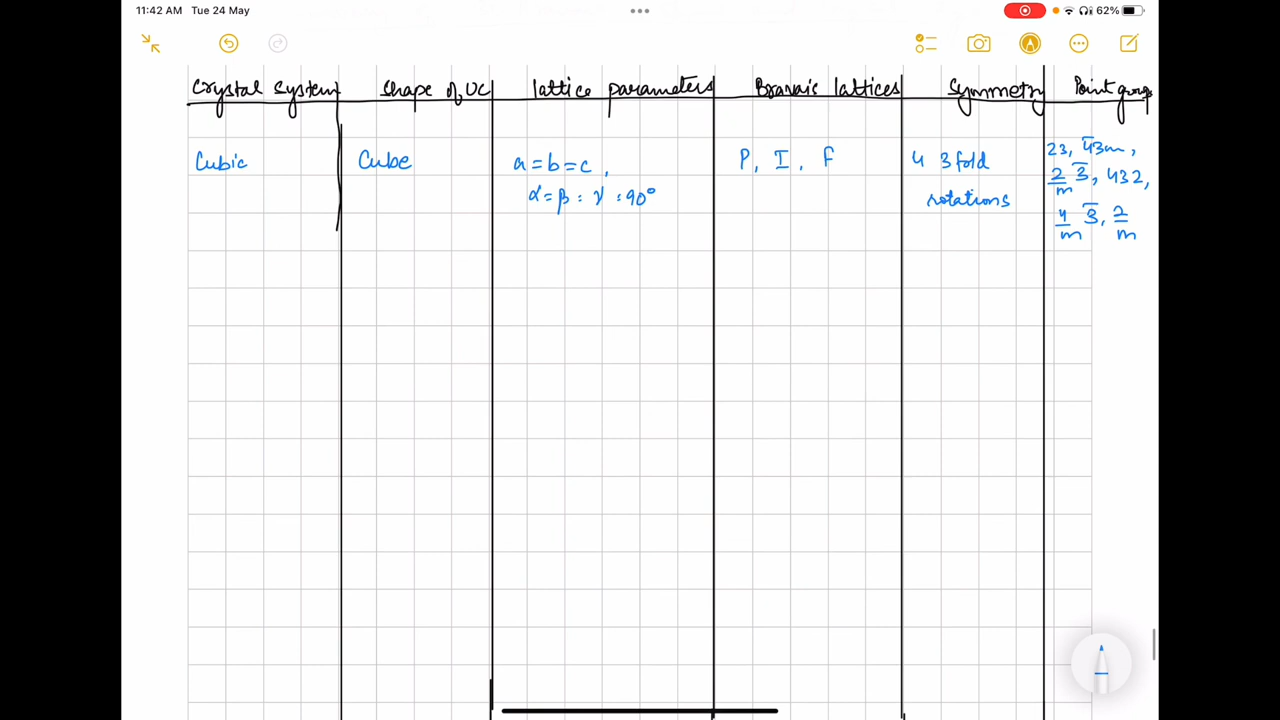 11:42 AM Tue 24 May
62%
Crystal System Shape of UC lattice parameters Bravais lattices Symmetry Point group
Cubic Cube a = b = c , P, I, F 4 3 fold 23, 4̅3m,
α = β = γ = 90° rotations 2/m 3̅, 432,
4/m 3̅, 2/m